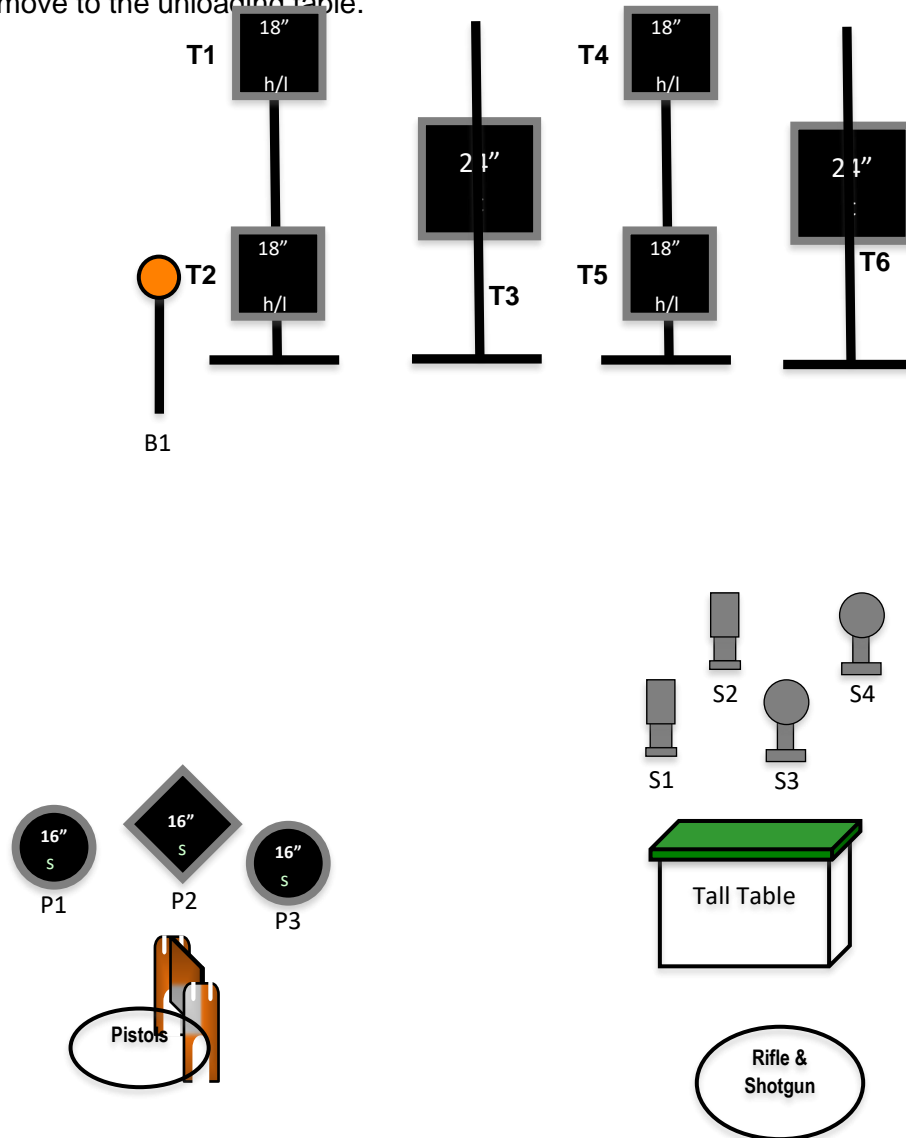 move to the unloading table.
18”
h/l
T1
18”
h/l
T4
24”
24”
T2
18”
h/l
T3
T5
18”
h/l
T6
B1
S2
S4
S1
S3
16”
s
P1
16”
s
P2
16”
s
P3
Tall Table
Pistols
Rifle &
Shotgun